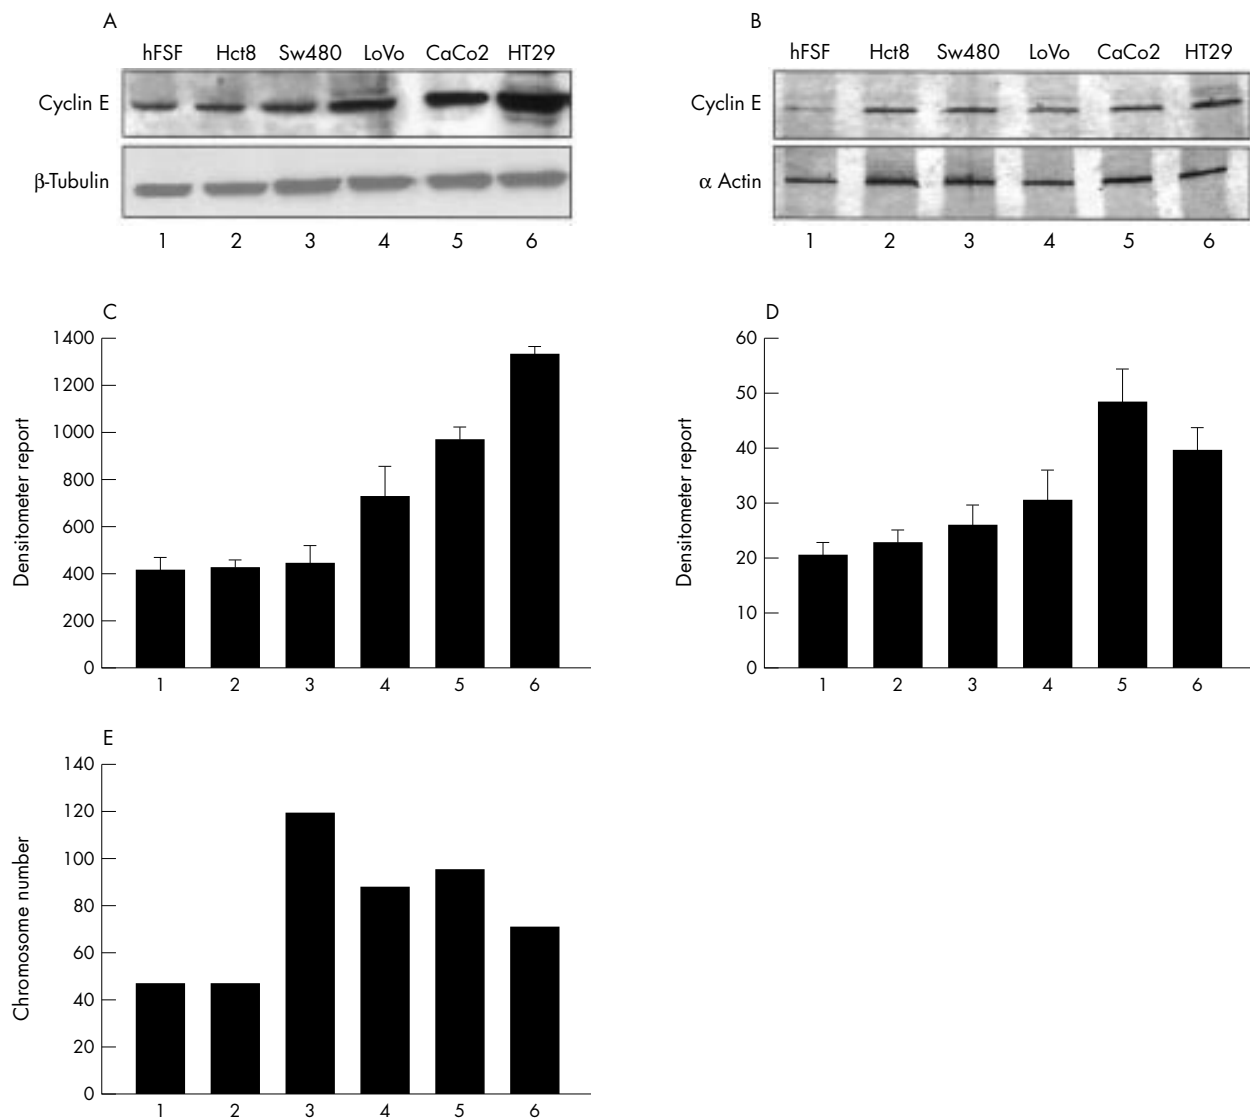 A
hFSF Hct8 Sw480 LoVo CaCo2 HT29
Cyclin E
β-Tubulin
1 2 3 4 5 6
B
hFSF Hct8 Sw480 LoVo CaCo2 HT29
Cyclin E
α Actin
1 2 3 4 5 6
C
Densitometer report
1400
1200
1000
800
600
400
200
0
1 2 3 4 5 6
D
Densitometer report
60
50
40
30
20
10
0
1 2 3 4 5 6
E
Chromosome number
140
120
100
80
60
40
20
0
1 2 3 4 5 6